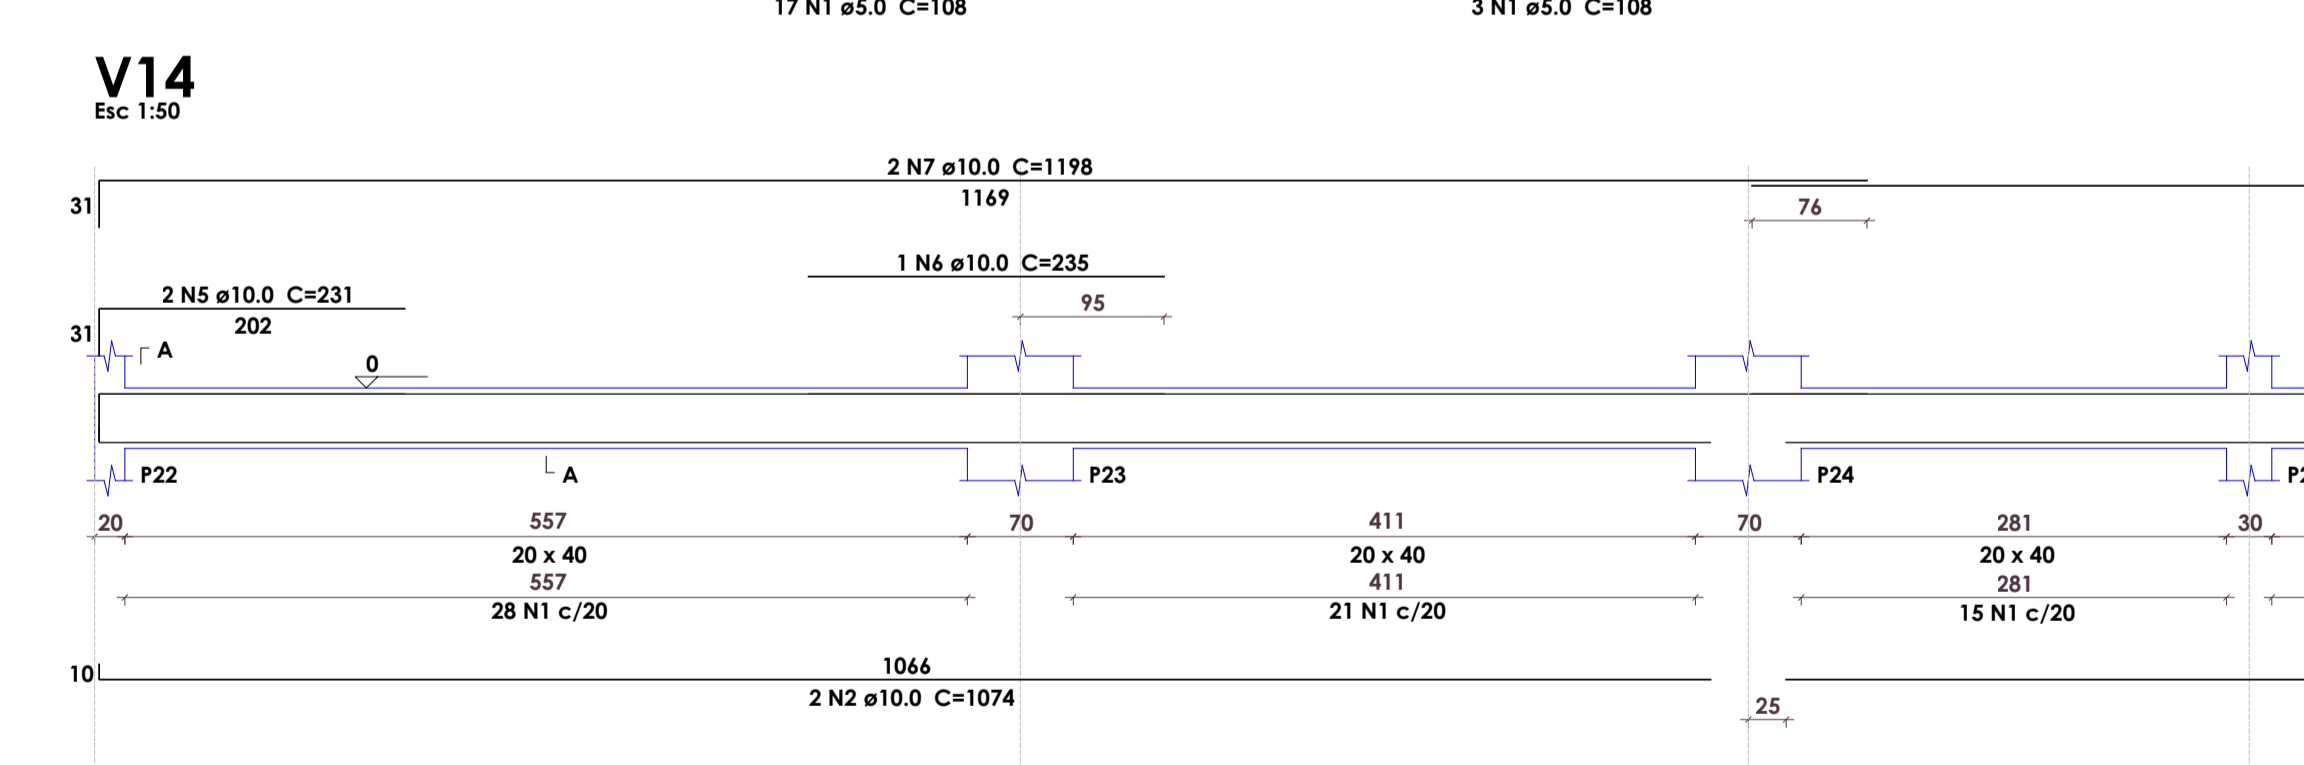 17 N1 ø5.0 C=108
3 N1 ø5.0 C=108
V14
Esc 1:50
2 N7 ø10.0 C=1198
31
1169
76
1 N6 ø10.0 C=235
2 N5 ø10.0 C=231
95
31
202
A
0
P22
A
P23
P24
20
557
70
411
70
281
30
20 x 40
20 x 40
20 x 40
557
411
281
28 N1 c/20
21 N1 c/20
15 N1 c/20
10
1066
2 N2 ø10.0 C=1074
25